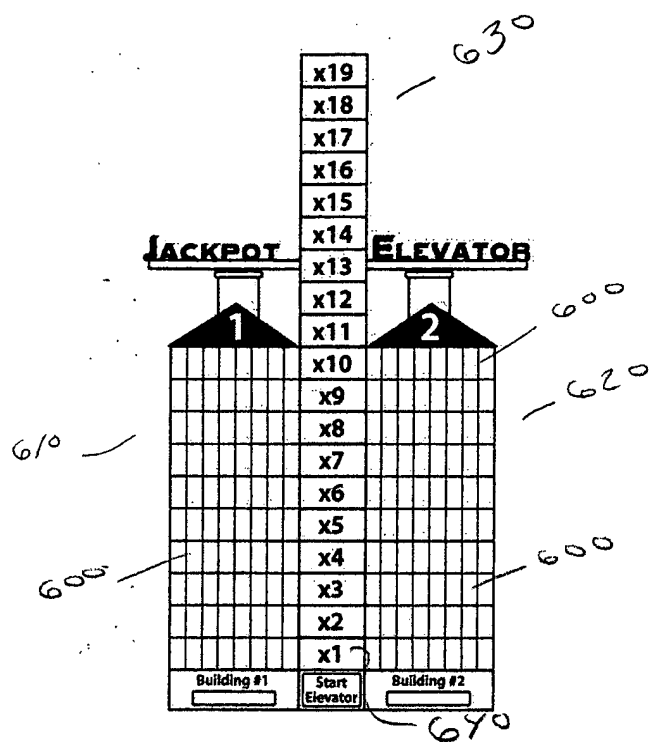 630
x19
x18
x17
x16
x15
x14
JACKPOT ELEVATOR
x13
x12
600
1 x11 2
x10
620
x9
x8
610
x7
x6
x5
x4
600
600
x3
x2
x1
Building #1 Start Elevator Building #2
640